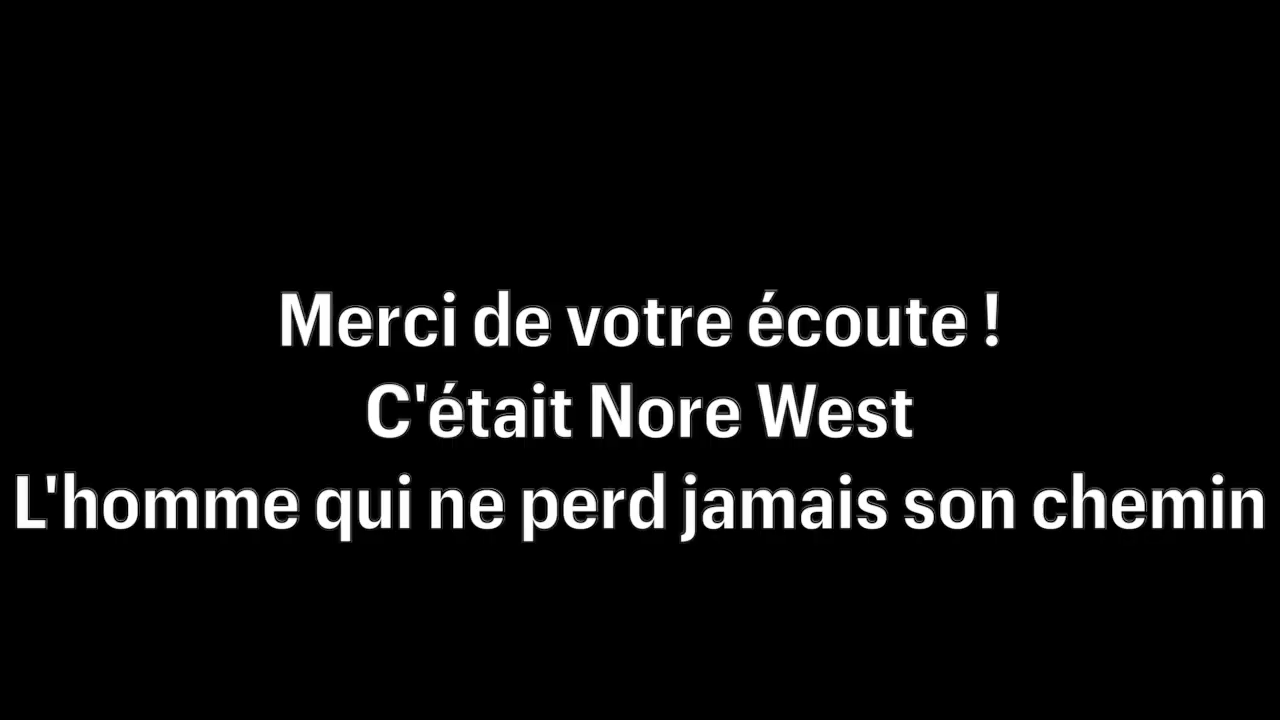 Merci de votre écoute !
C'était Nore West
L'homme qui ne perd jamais son chemin